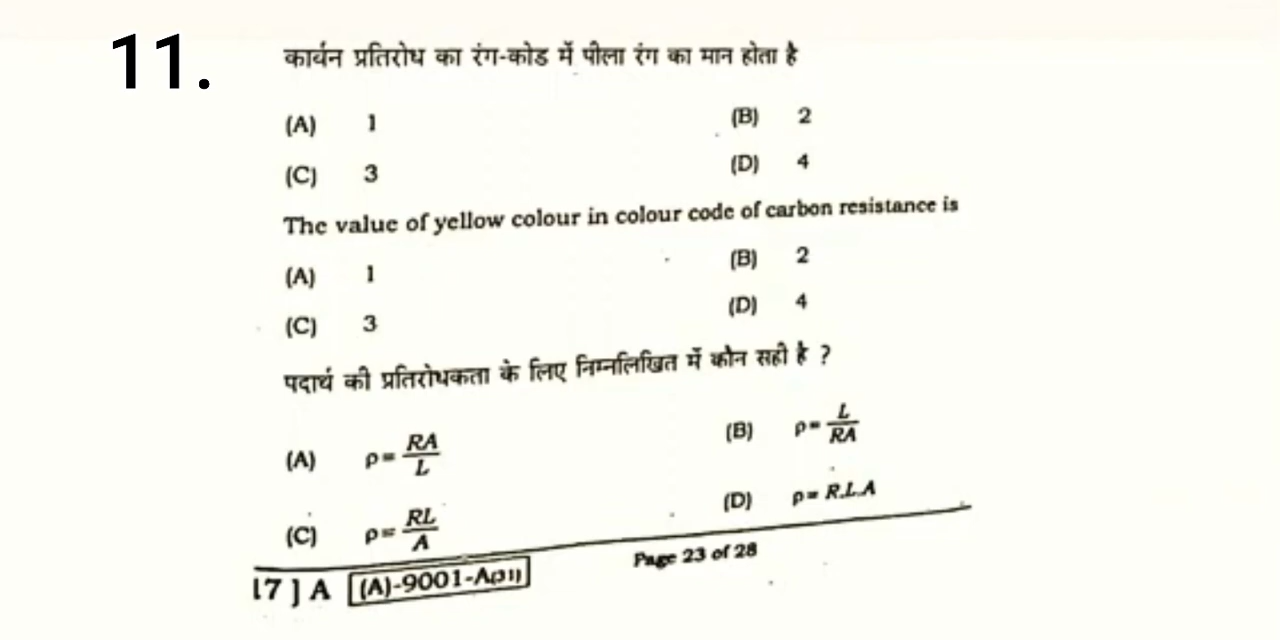 11.
कार्बन प्रतिरोध का रंग-कोड में पीला रंग का मान होता है
(A) 1 (B) 2
(C) 3 (D) 4
The value of yellow colour in colour code of carbon resistance is
(A) 1 (B) 2
(C) 3 (D) 4
पदार्थ की प्रतिरोधकता के लिए निम्नलिखित में कौन सही है ?
(A) ρ = RA/L (B) ρ = L/RA
(C) ρ = RL/A (D) ρ = R.L.A
17 ] A (A)-9001-A(31) Page 23 of 28